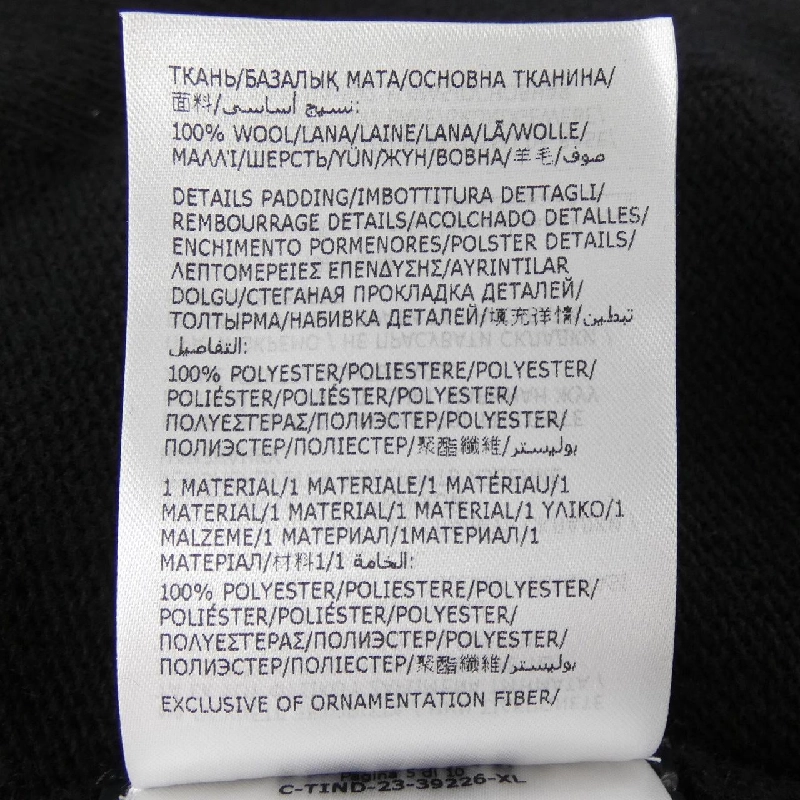 ТКАНЬ/БАЗАЛЫҚ МАТА/ОСНОВНА ТКАНИНА/
面料/نسيج أساسي:
100% WOOL/LANA/LAINE/LANA/LÃ/WOLLE/
ΜΑΛΛΊ/ШЕРСТЬ/YÜN/ЖҮН/ВОВНА/羊毛/صوف
DETAILS PADDING/IMBOTTITURA DETTAGLI/
REMBOURRAGE DETAILS/ACOLCHADO DETALLES/
ENCHIMENTO PORMENORES/POLSTER DETAILS/
ΛΕΠΤΟΜΕΡΕΙΕΣ ΕΠΕΝΔΥΣΗΣ/AYRINTILAR
DOLGU/СТЕГАНАЯ ПРОКЛАДКА ДЕТАЛЕЙ/
ТОЛТЫРМА/НАБИВКА ДЕТАЛЕЙ/填充详情/تبطين
التفاصيل:
100% POLYESTER/POLIESTERE/POLYESTER/
POLIÉSTER/POLIÉSTER/POLYESTER/
ΠΟΛΥΕΣΤΕΡΑΣ/ПОЛИЭСТЕР/POLYESTER/
ПОЛИЭСТЕР/ПОЛІЕСТЕР/聚酯纖維/بوليستر
1 MATERIAL/1 MATERIALE/1 MATÉRIAU/1
MATERIAL/1 MATERIAL/1 MATERIAL/1 ΥΛΙΚΟ/1
MALZEME/1 МАТЕРИАЛ/1МАТЕРИАЛ/1
МАТЕРІАЛ/材料1/1 الخامة:
100% POLYESTER/POLIESTERE/POLYESTER/
POLIÉSTER/POLIÉSTER/POLYESTER/
ΠΟΛΥΕΣΤΕΡΑΣ/ПОЛИЭСТЕР/POLYESTER/
ПОЛИЭСТЕР/ПОЛІЕСТЕР/聚酯纖維/بوليستر
EXCLUSIVE OF ORNAMENTATION FIBER/
Pagina 5 di 10
C-TIND-23-39226-XL